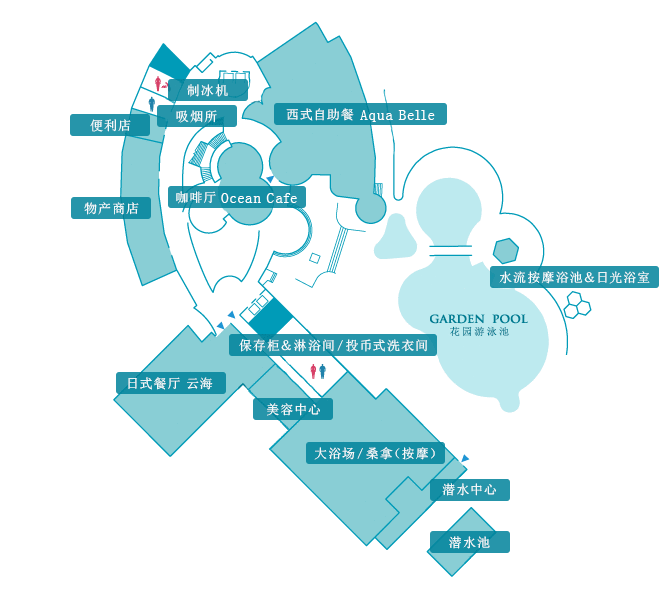 制冰机
吸烟所
西式自助餐 Aqua Belle
便利店
咖啡厅 Ocean Cafe
物产商店
水流按摩浴池&日光浴室
GARDEN POOL
花园游泳池
保存柜&淋浴间/投币式洗衣间
日式餐厅 云海
美容中心
大浴场/桑拿(按摩)
潜水中心
潜水池